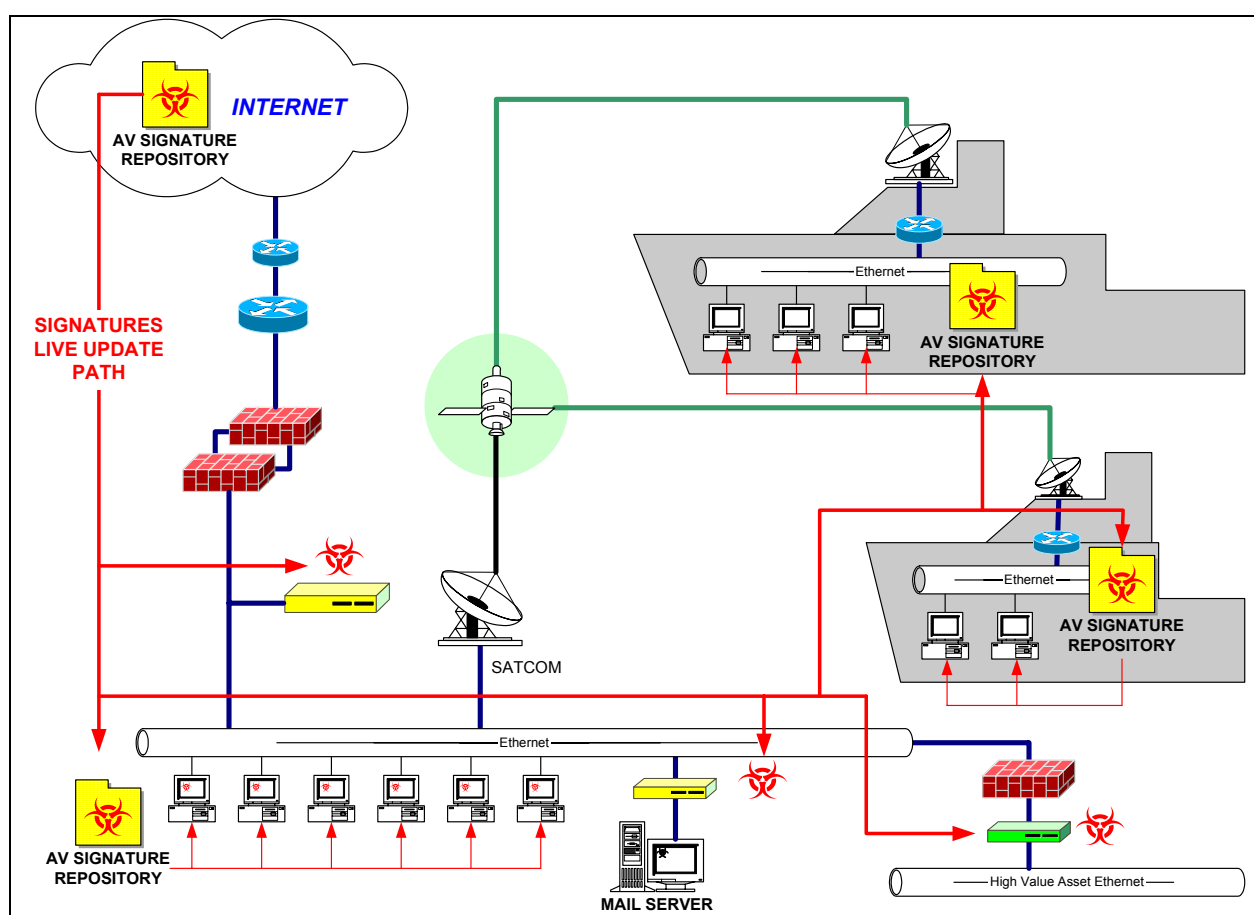 INTERNET
AV SIGNATURE
REPOSITORY
SIGNATURES
LIVE UPDATE
PATH
Ethernet
AV SIGNATURE
REPOSITORY
Ethernet
AV SIGNATURE
REPOSITORY
SATCOM
Ethernet
AV SIGNATURE
REPOSITORY
MAIL SERVER
High Value Asset Ethernet